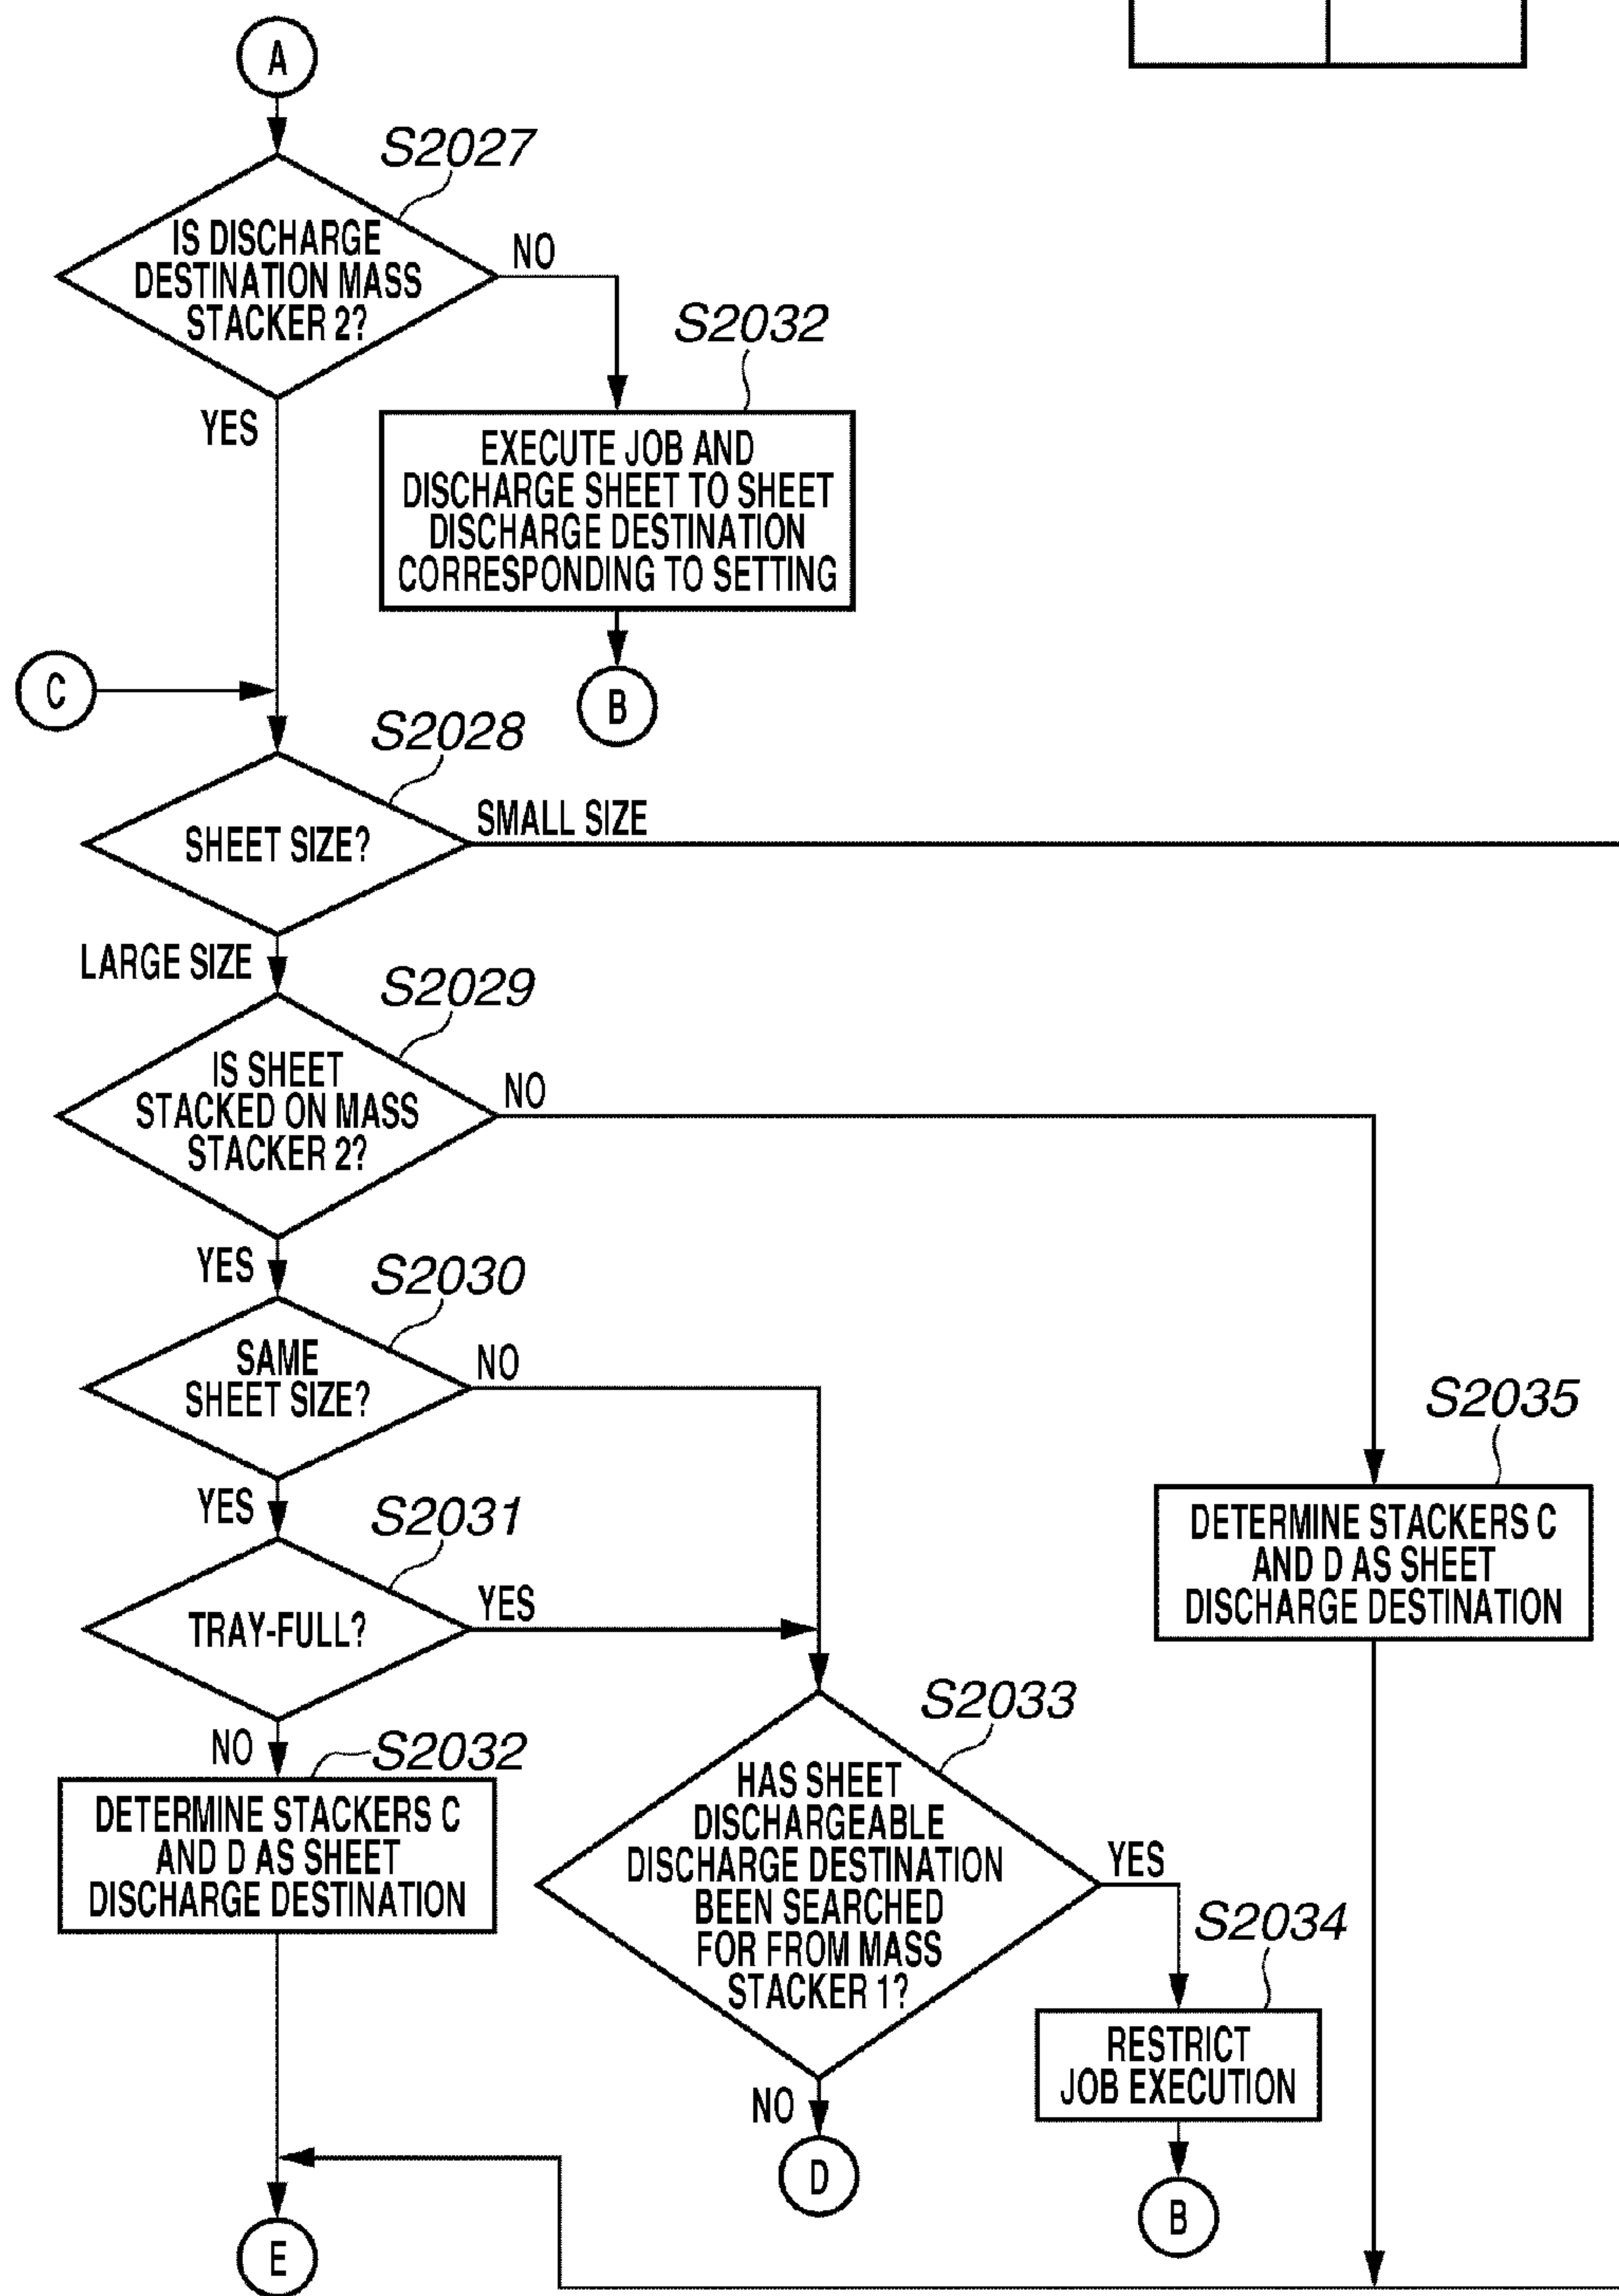 A
S2027
IS DISCHARGE
DESTINATION MASS
STACKER 2?
NO
YES
S2032
EXECUTE JOB AND
DISCHARGE SHEET TO SHEET
DISCHARGE DESTINATION
CORRESPONDING TO SETTING
B
C
S2028
SHEET SIZE?
SMALL SIZE
LARGE SIZE
S2029
IS SHEET
STACKED ON MASS
STACKER 2?
NO
YES
S2030
SAME
SHEET SIZE?
NO
YES
S2035
DETERMINE STACKERS C
AND D AS SHEET
DISCHARGE DESTINATION
S2031
TRAY-FULL?
YES
NO
S2032
DETERMINE STACKERS C
AND D AS SHEET
DISCHARGE DESTINATION
S2033
HAS SHEET
DISCHARGEABLE
DISCHARGE DESTINATION
BEEN SEARCHED
FOR FROM MASS
STACKER 1?
YES
NO
S2034
RESTRICT
JOB EXECUTION
D
B
E